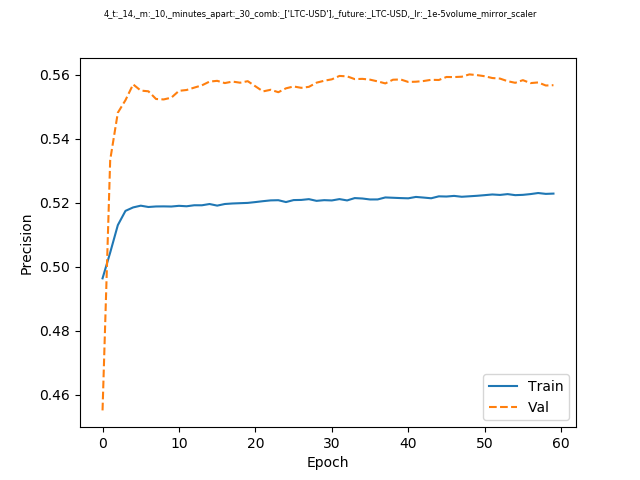 4_t:_14,_m:_10,_minutes_apart:_30_comb:_['LTC-USD'],_future:_LTC-USD,_lr:_1e-5volume_mirror_scaler
0.56
0.54
0.52
0.50
0.48
0.46
Precision
Train
Val
0 10 20 30 40 50 60
Epoch